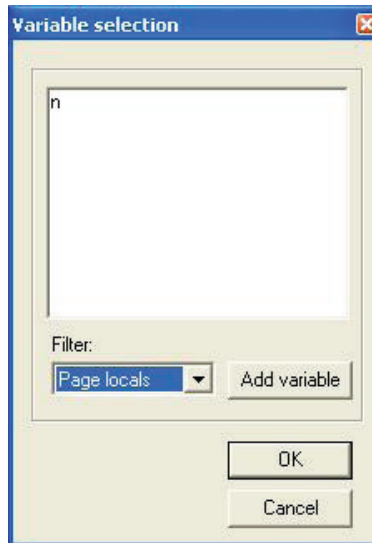 Variable selection
n
Filter:
Page locals
Add variable
OK
Cancel